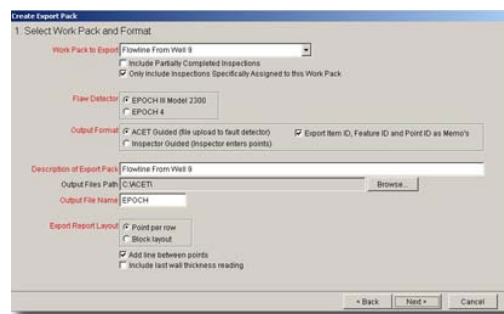 Create Export Pack
1. Select Work Pack and Format
Work Pack to Export Flowline From Well 9
Include Partially Completed Inspections
Only Include Inspections Specifically Assigned to this Work Pack
Flaw Detector EPOCH III Model 2300
EPOCH 4
Output Format ACET Guided (file upload to fault detector) Export Item ID, Feature ID and Point ID as Memo's
Inspector Guided (Inspector enters points)
Description of Export Pack Flowline From Well 9
Output Files Path C:\ACET\ Browse...
Output File Name EPOCH
Export Report Layout Point per row
Block layout
Add line between points
Include last wall thickness reading
< Back Next > Cancel